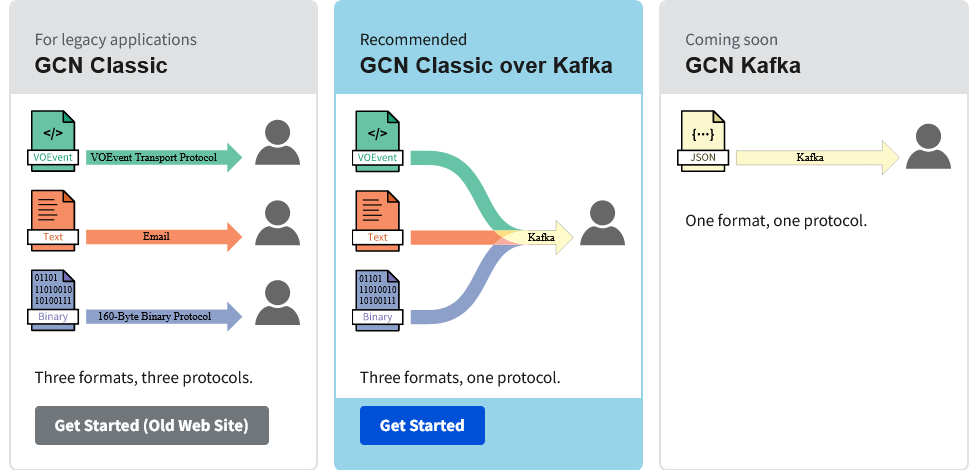 For legacy applications
GCN Classic
</>
VOEvent
VOEvent Transport Protocol
Text
Email
01101
11010010
10100111
Binary
160-Byte Binary Protocol
Three formats, three protocols.
Get Started (Old Web Site)
Recommended
GCN Classic over Kafka
</>
VOEvent
Text
Kafka
01101
11010010
10100111
Binary
Three formats, one protocol.
Get Started
Coming soon
GCN Kafka
{···}
JSON
Kafka
One format, one protocol.